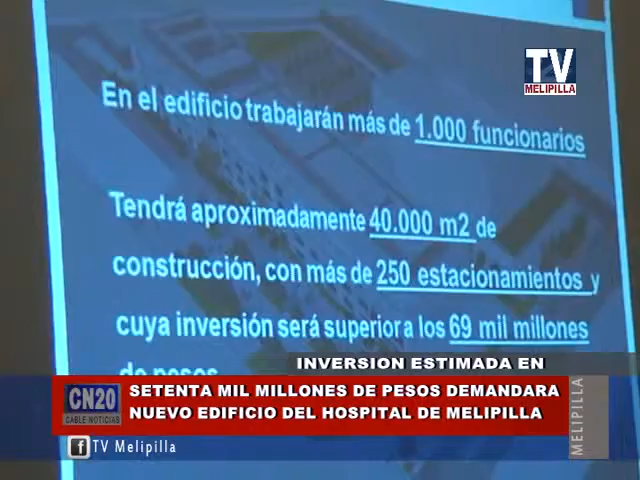 TV
MELIPILLA
En el edificio trabajarán más de 1.000 funcionarios
Tendrá aproximadamente 40.000 m2 de
construcción, con más de 250 estacionamientos y
cuya inversión será superior a los 69 mil millones
de pesos
INVERSION ESTIMADA EN
CN20
CABLE NOTICIAS
SETENTA MIL MILLONES DE PESOS DEMANDARA
NUEVO EDIFICIO DEL HOSPITAL DE MELIPILLA
MELIPILLA
f TV Melipilla